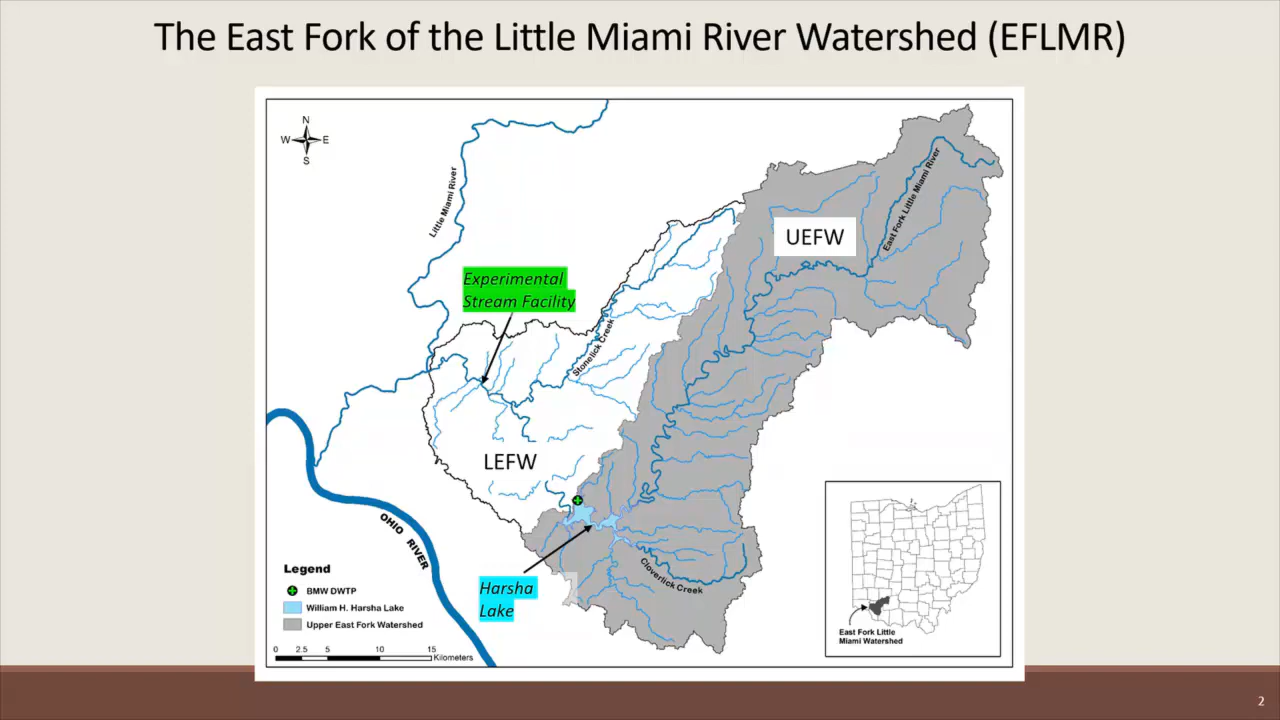 The East Fork of the Little Miami River Watershed (EFLMR)
N
W E
S
Little Miami River
East Fork Little Miami River
UEFW
Experimental
Stream Facility
Stonelick Creek
LEFW
OHIO RIVER
Cloverlick Creek
Harsha
Lake
Legend
BMW DWTP
William H. Harsha Lake
Upper East Fork Watershed
0 2.5 5 10 15
Kilometers
East Fork Little
Miami Watershed
2